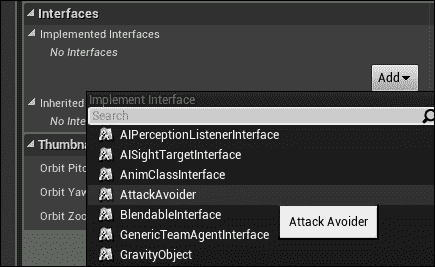 Interfaces
Implemented Interfaces
No Interfaces
Add
Inherited
Implement Interface
No Inte
Search
AIPerceptionListenerInterface
Thumbna
AISightTargetInterface
Orbit Pitc
AnimClassInterface
Orbit Yaw
AttackAvoider
Orbit Zoo
BlendableInterface
Attack Avoider
GenericTeamAgentInterface
GravityObject